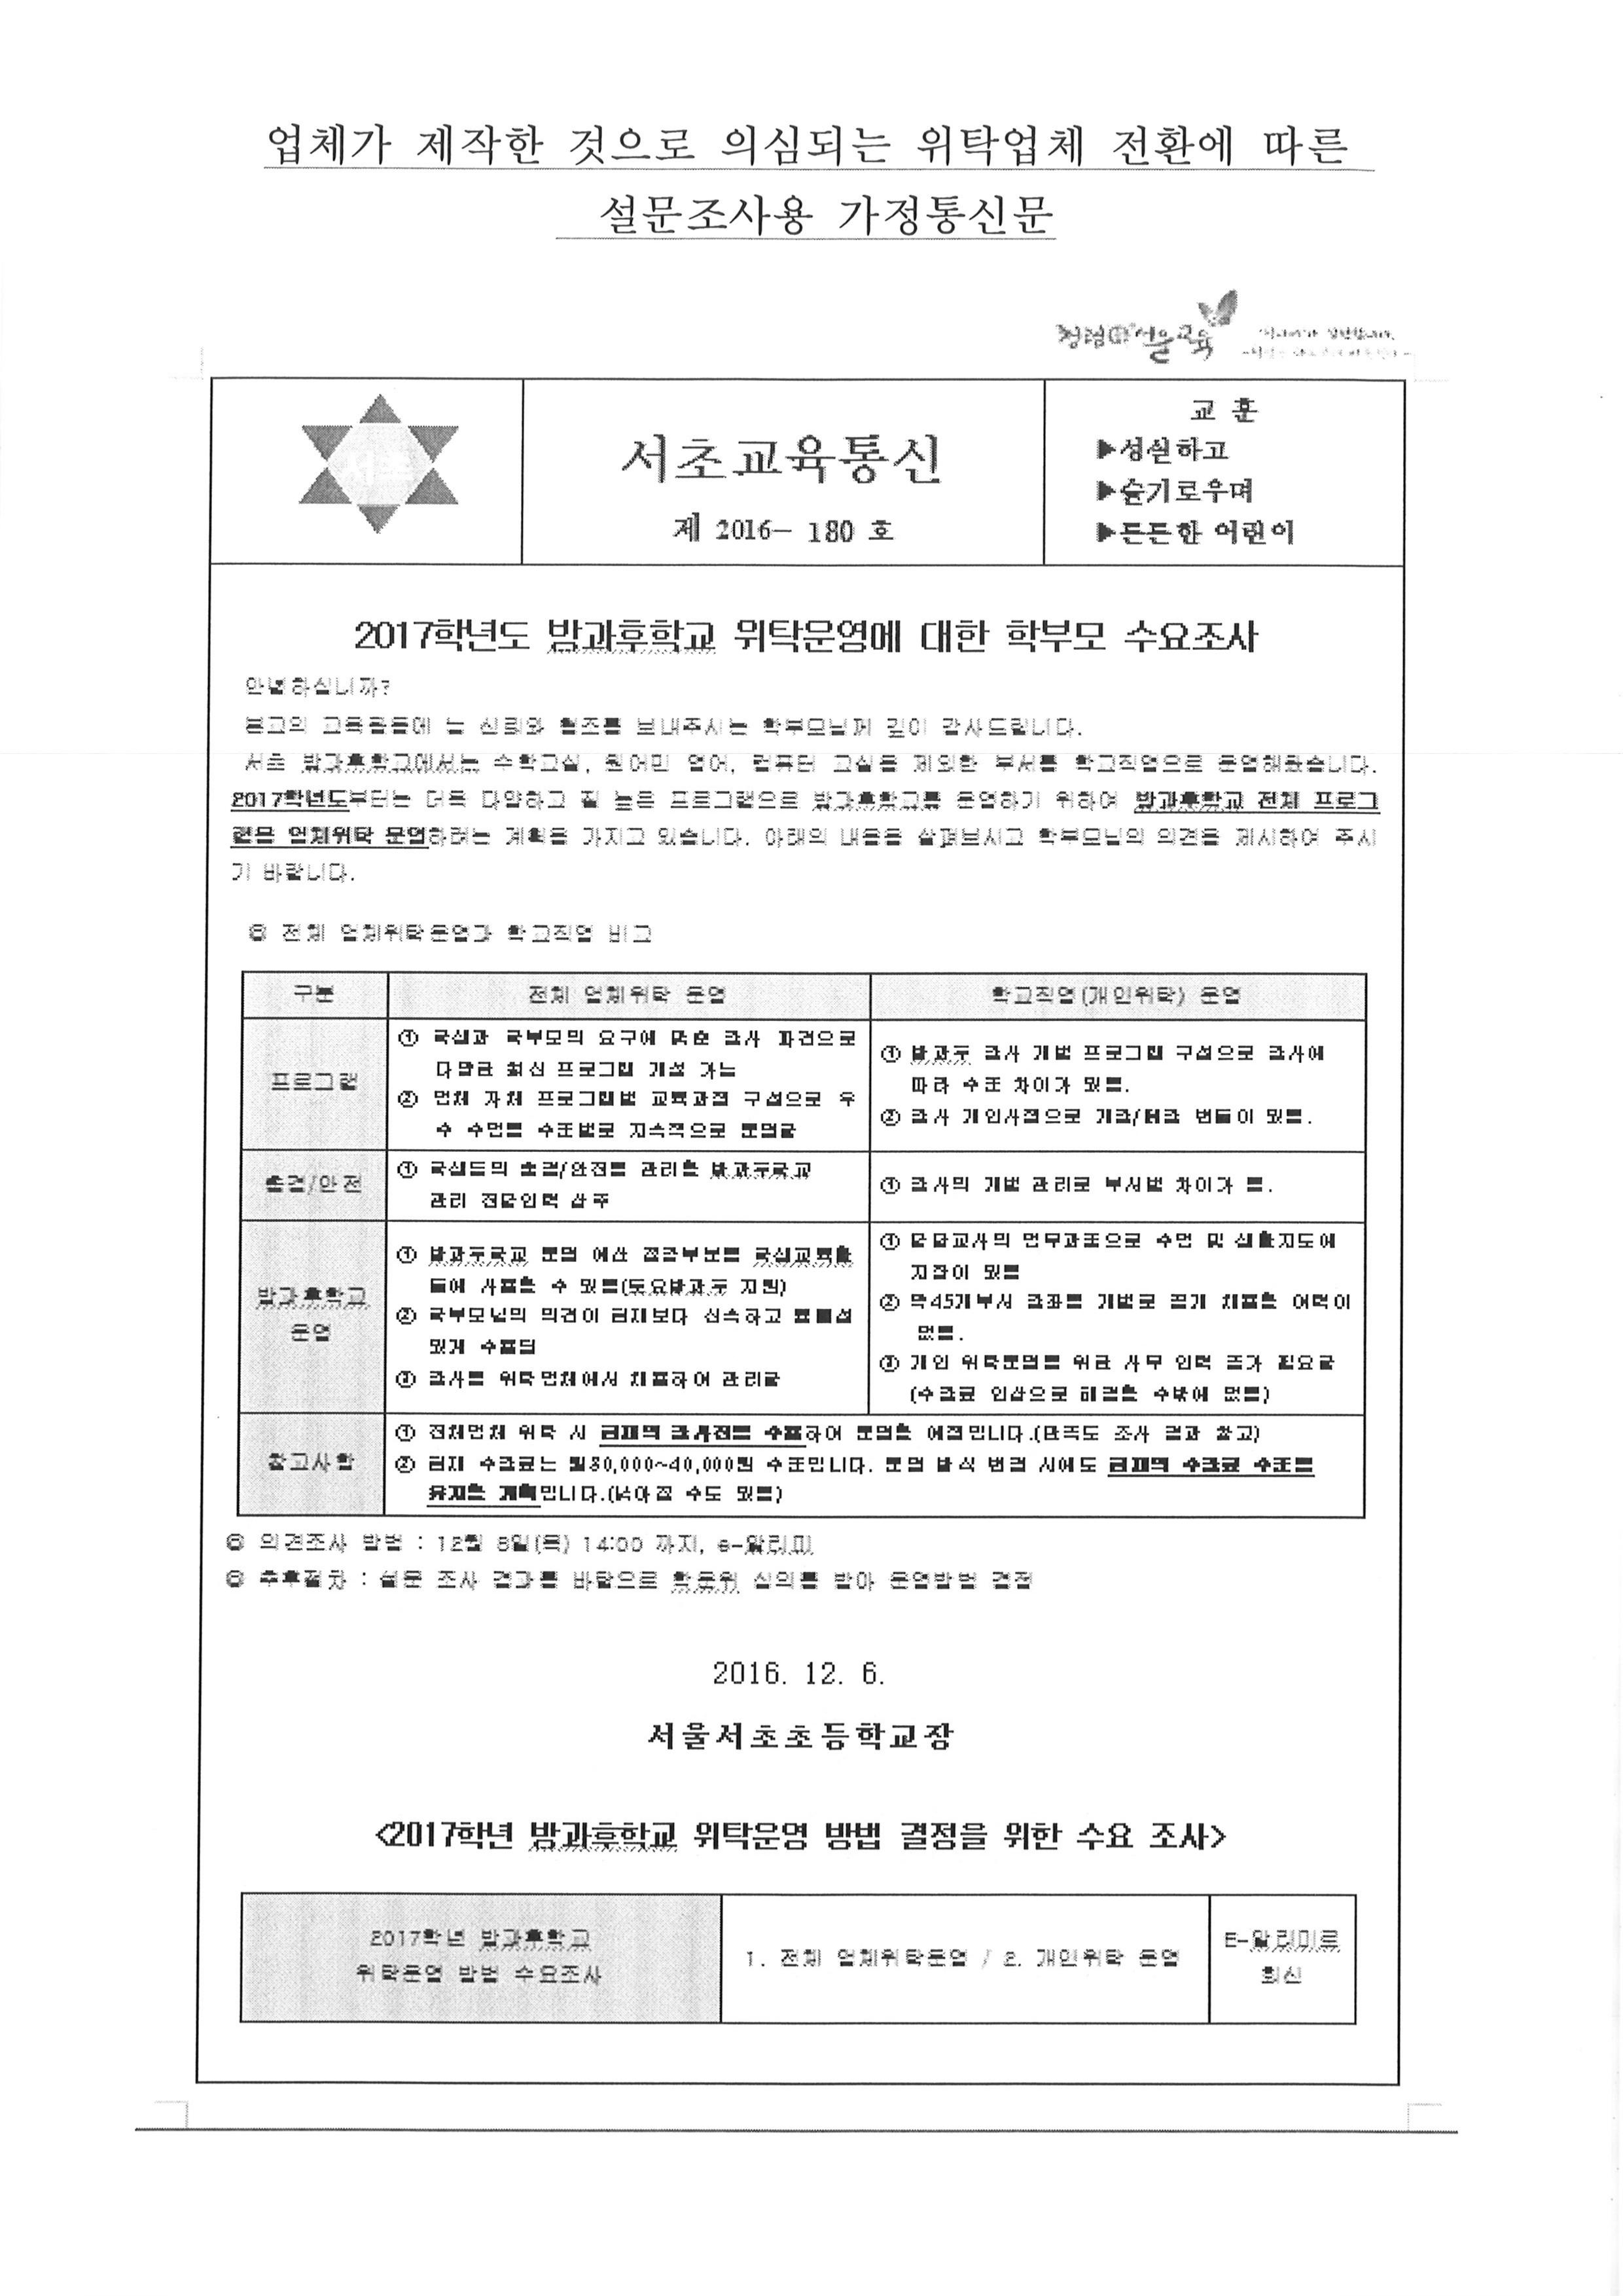 업체가 제작한 것으로 의심되는 위탁업체 전환에 따른
설문조사용 가정통신문
서울교육
서초
서초교육통신
제 2016- 180 호
교 훈
▶성실하고
▶슬기로우며
▶든든한 어린이
2017학년도 방과후학교 위탁운영에 대한 학부모 수요조사
안녕하십니까?
본교의 교육활동에 늘 신뢰와 협조를 보내주시는 학부모님께 깊이 감사드립니다.
서초 방과후학교에서는 수학교실, 원어민 영어, 컴퓨터 교실을 제외한 부서를 학교직영으로 운영해왔습니다.
2017학년도부터는 더욱 다양하고 질 높은 프로그램으로 방과후학교를 운영하기 위하여 방과후학교 전체 프로그
램을 업체위탁 운영하려는 계획을 가지고 있습니다. 아래의 내용을 살펴보시고 학부모님의 의견을 제시하여 주시
기 바랍니다.
◎ 전체 업체위탁운영과 학교직영 비교
구분
전체 업체위탁 운영
학교직영(개인위탁) 운영
프로그램
① 학생과 학부모의 요구에 맞춘 강사 파견으로
다양한 최신 프로그램 개설 가능
② 업체 자체 프로그램별 교육과정 구성으로 우
수 수업을 수준별로 지속적으로 운영함
① 방과후 강사 개별 프로그램 구성으로 강사에
따라 수준 차이가 있음.
② 강사 개인사정으로 개강/폐강 변동이 있음.
출결/안전
① 학생들의 출결/안전을 관리할 방과후학교
관리 전담인력 상주
① 강사의 개별 관리로 부서별 차이가 큼.
방과후학교
운영
① 방과후학교 운영 예산 절감부분을 학생교육활
동에 사용할 수 있음(토요방과후 지원)
② 학부모님의 의견이 현재보다 신속하고 융통성
있게 수용됨
③ 강사를 위탁업체에서 채용하여 관리함
① 담당교사의 업무과중으로 수업 및 생활지도에
지장이 있음
② 약45개부서 강좌를 개별로 공개 채용할 여력이
없음.
③ 개인 위탁운영을 위한 사무 인력 추가 필요함
(수강료 인상으로 해결할 수밖에 없음)
참고사항
① 전체업체 위탁 시 현재의 강사진을 수용하여 운영할 예정입니다.(만족도 조사 결과 참고)
② 현재 수강료는 월30,000~40,000원 수준입니다. 운영 방식 변경 시에도 현재의 수강료 수준을
유지할 계획입니다.(낮아질 수도 있음)
◎ 의견조사 방법 : 12월 8일(목) 14:00 까지, e-알리미
◎ 추후절차 : 설문 조사 결과를 바탕으로 학운위 심의를 받아 운영방법 결정
2016. 12. 6.
서울서초초등학교장
<2017학년 방과후학교 위탁운영 방법 결정을 위한 수요 조사>
2017학년 방과후학교
위탁운영 방법 수요조사
1. 전체 업체위탁운영 / 2. 개인위탁 운영
E-알리미로
회신